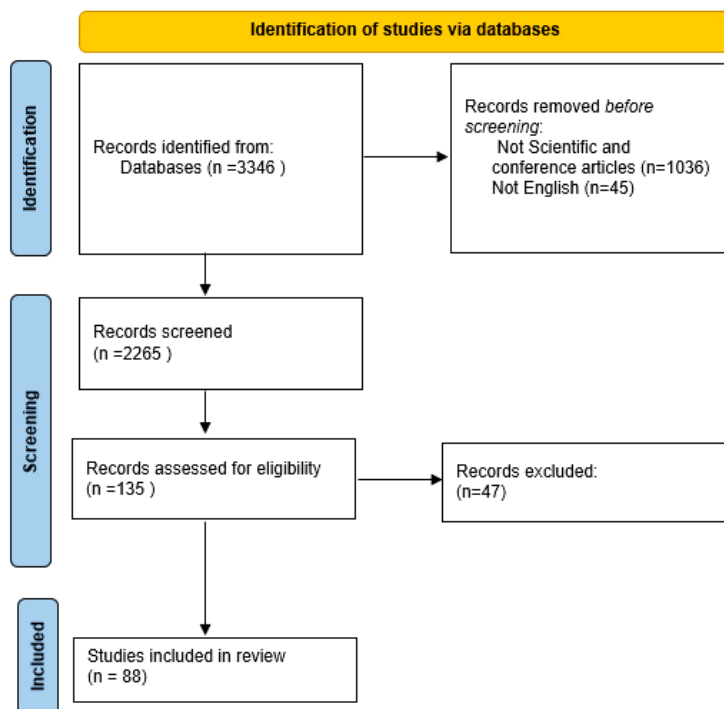 Identification of studies via databases
Identification
Records identified from:
Databases (n =3346 )
Records removed before
screening:
Not Scientific and
conference articles (n=1036)
Not English (n=45)
Screening
Records screened
(n =2265 )
Records assessed for eligibility
(n =135 )
Records excluded:
(n=47)
Included
Studies included in review
(n = 88)